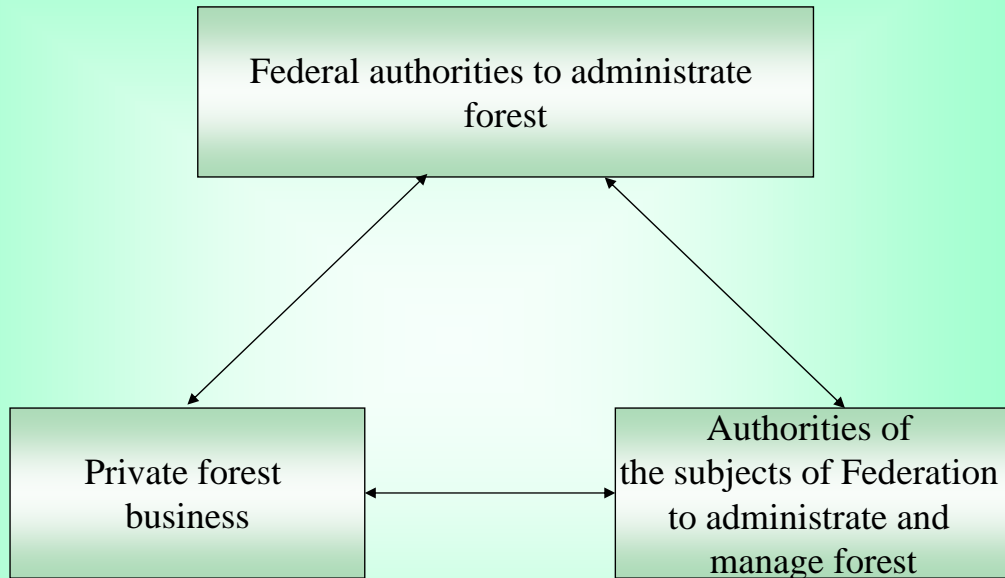 Federal authorities to administrate
forest
Private forest
business
Authorities of
the subjects of Federation
to administrate and
manage forest